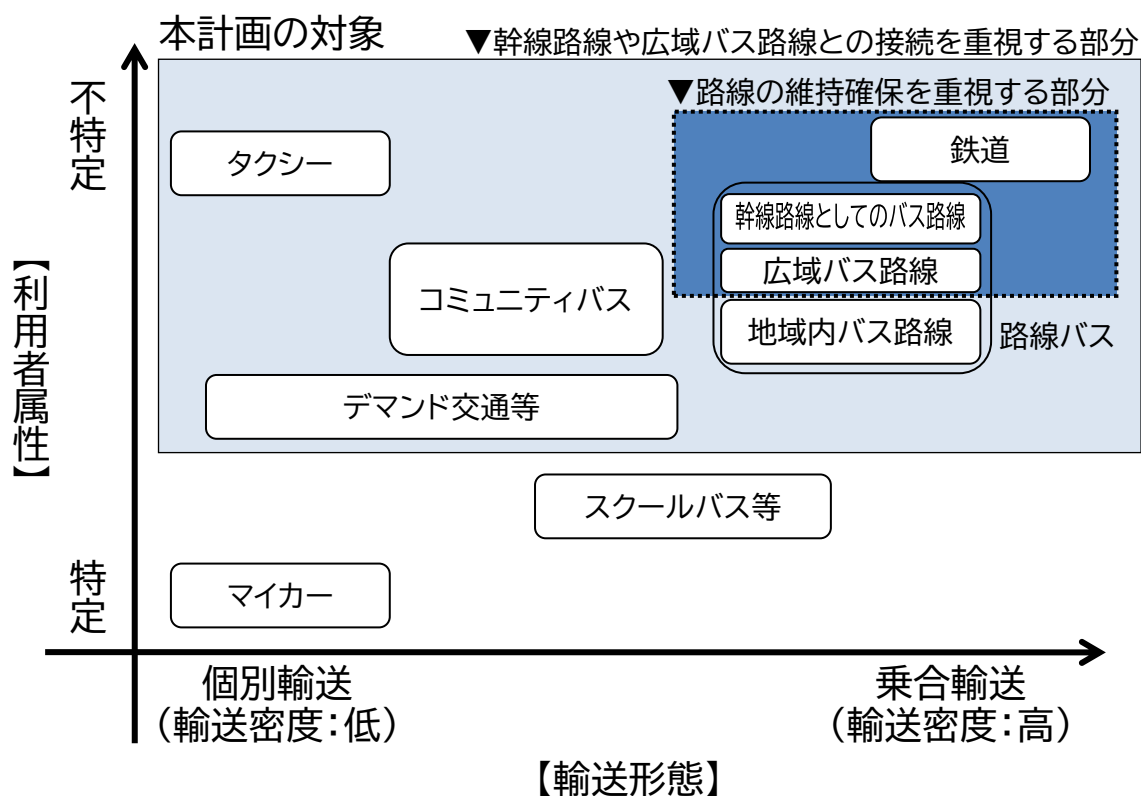 本計画の対象
▼幹線路線や広域バス路線との接続を重視する部分
▼路線の維持確保を重視する部分
不特定
タクシー
鉄道
幹線路線としてのバス路線
広域バス路線
地域内バス路線
路線バス
コミュニティバス
デマンド交通等
【利用者属性】
スクールバス等
特定
マイカー
個別輸送
（輸送密度：低）
乗合輸送
（輸送密度：高）
【輸送形態】